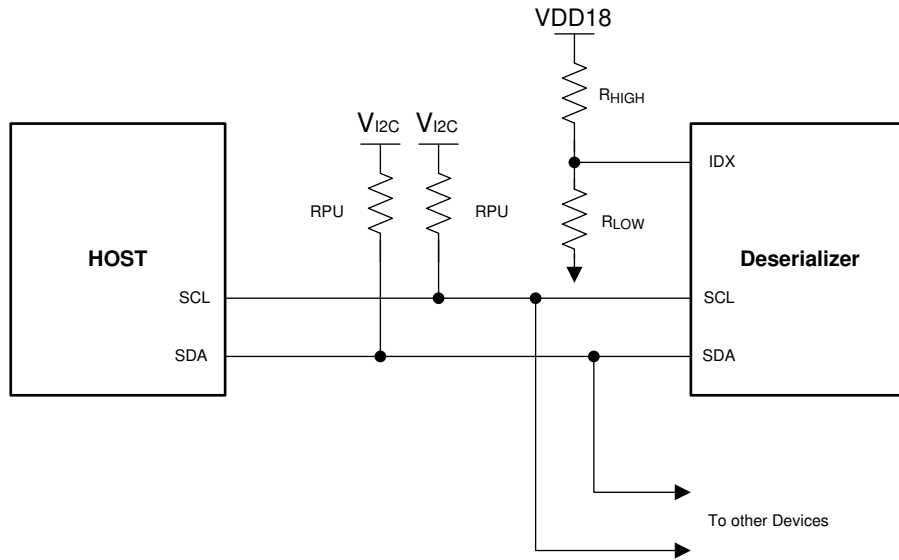 VDD18
RHIGH
VI2C VI2C
IDX
RPU RPU
RLOW
HOST
Deserializer
SCL SCL
SDA SDA
To other Devices